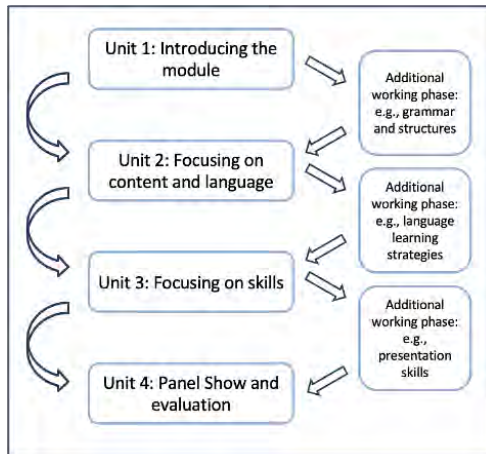 Unit 1: Introducing the
module
Additional
working phase:
e.g., grammar
and structures
Unit 2: Focusing on
content and language
Additional
working phase:
e.g., language
learning
strategies
Unit 3: Focusing on skills
Additional
working phase:
e.g.,
presentation
skills
Unit 4: Panel Show and
evaluation